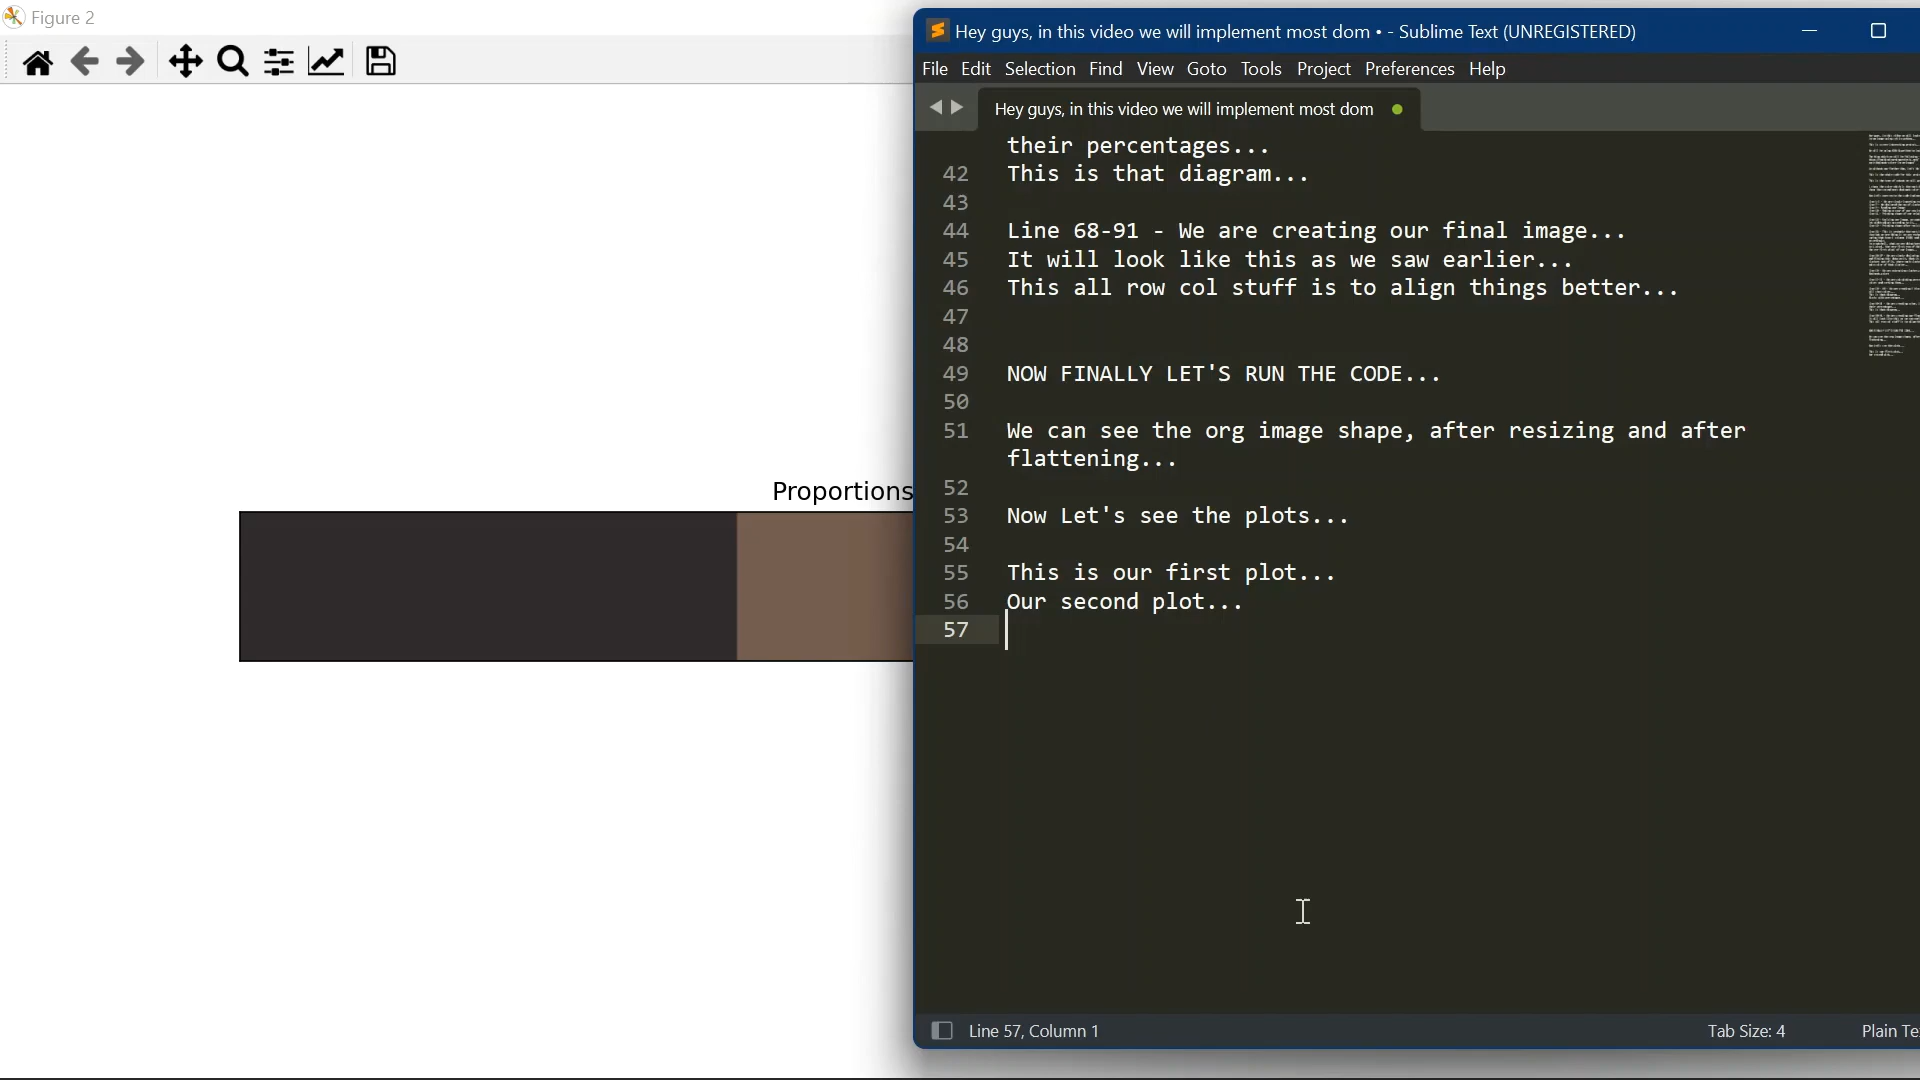 Figure 2
Proportions
Hey guys, in this video we will implement most dom • - Sublime Text (UNREGISTERED)
File Edit Selection Find View Goto Tools Project Preferences Help
Hey guys, in this video we will implement most dom
their percentages...
42 This is that diagram...
43
44 Line 68-91 - We are creating our final image...
45 It will look like this as we saw earlier...
46 This all row col stuff is to align things better...
47
48
49 NOW FINALLY LET'S RUN THE CODE...
50
51 We can see the org image shape, after resizing and after
flattening...
52
53 Now Let's see the plots...
54
55 This is our first plot...
56 Our second plot...
57
Line 57, Column 1
Tab Size: 4
Plain